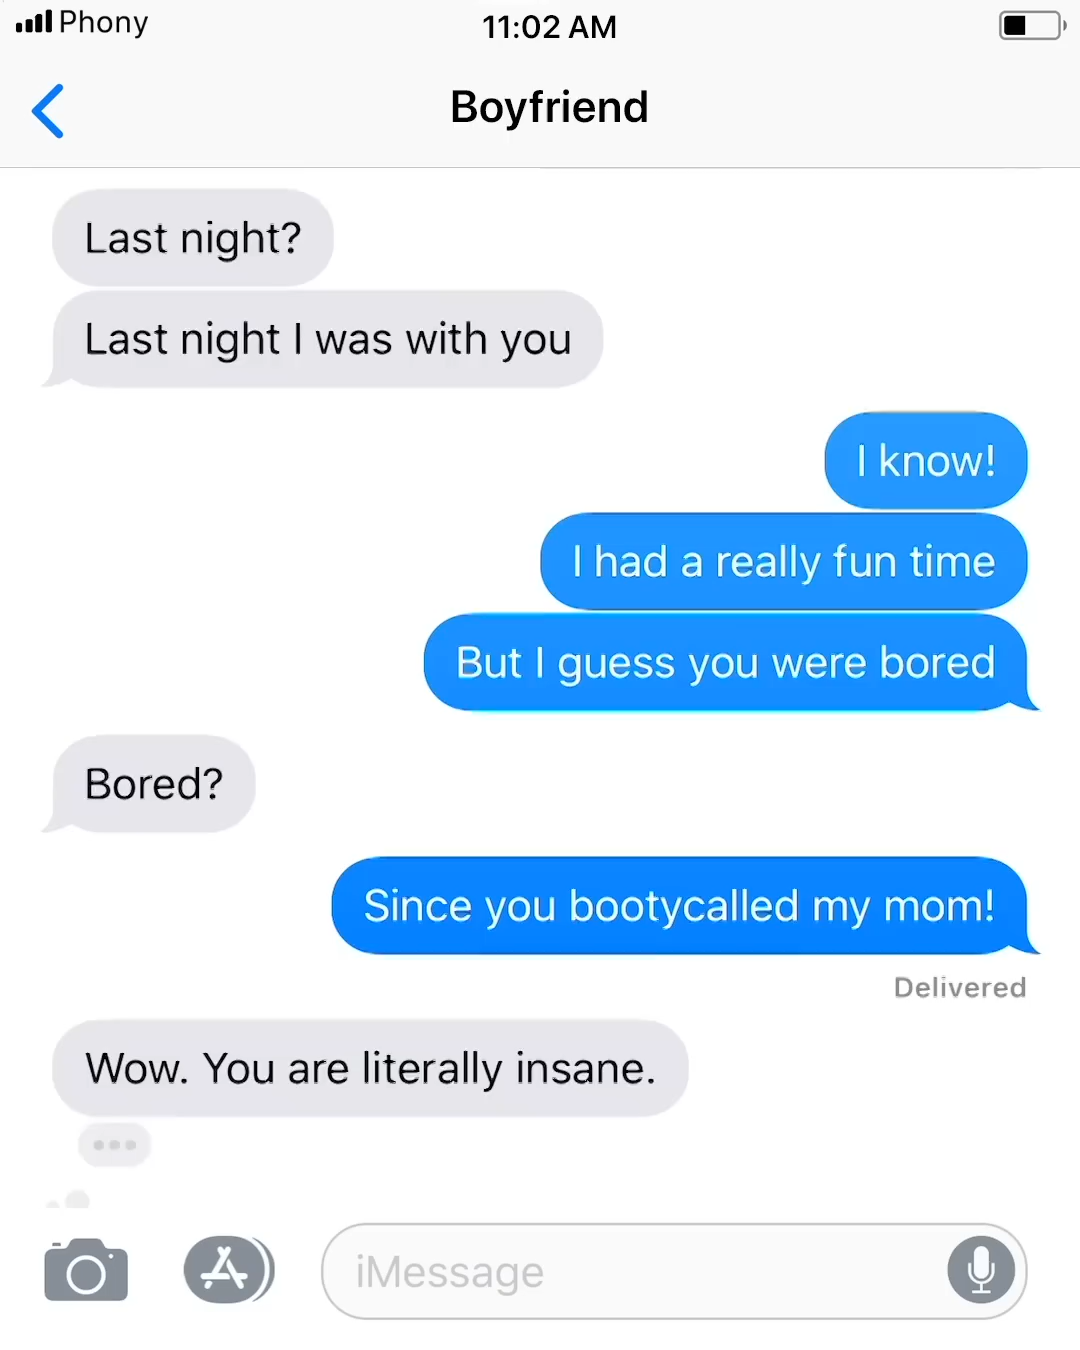 Phony
11:02 AM
Boyfriend
Last night?
Last night I was with you
I know!
I had a really fun time
But I guess you were bored
Bored?
Since you bootycalled my mom!
Delivered
Wow. You are literally insane.
iMessage